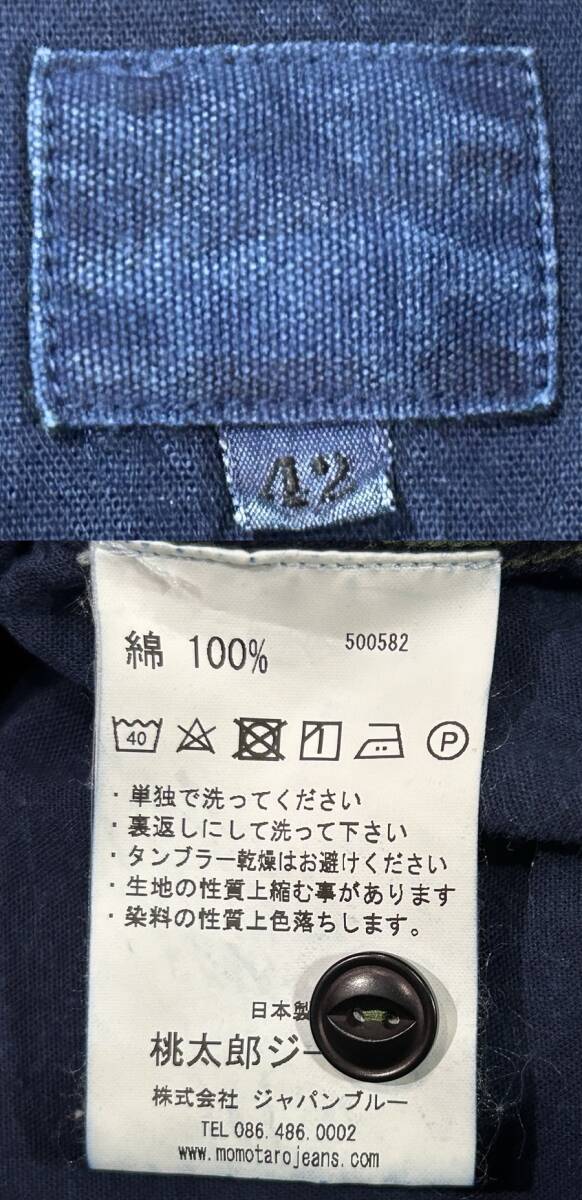 42
綿 100%
500582
40
P
・単独で洗ってください
・裏返しにして洗って下さい
・タンブラー乾燥はお避けください
・生地の性質上縮む事があります
・染料の性質上色落ちします。
日本製
桃太郎ジー
株式会社 ジャパンブルー
TEL 086.486.0002
www.momotarojeans.com